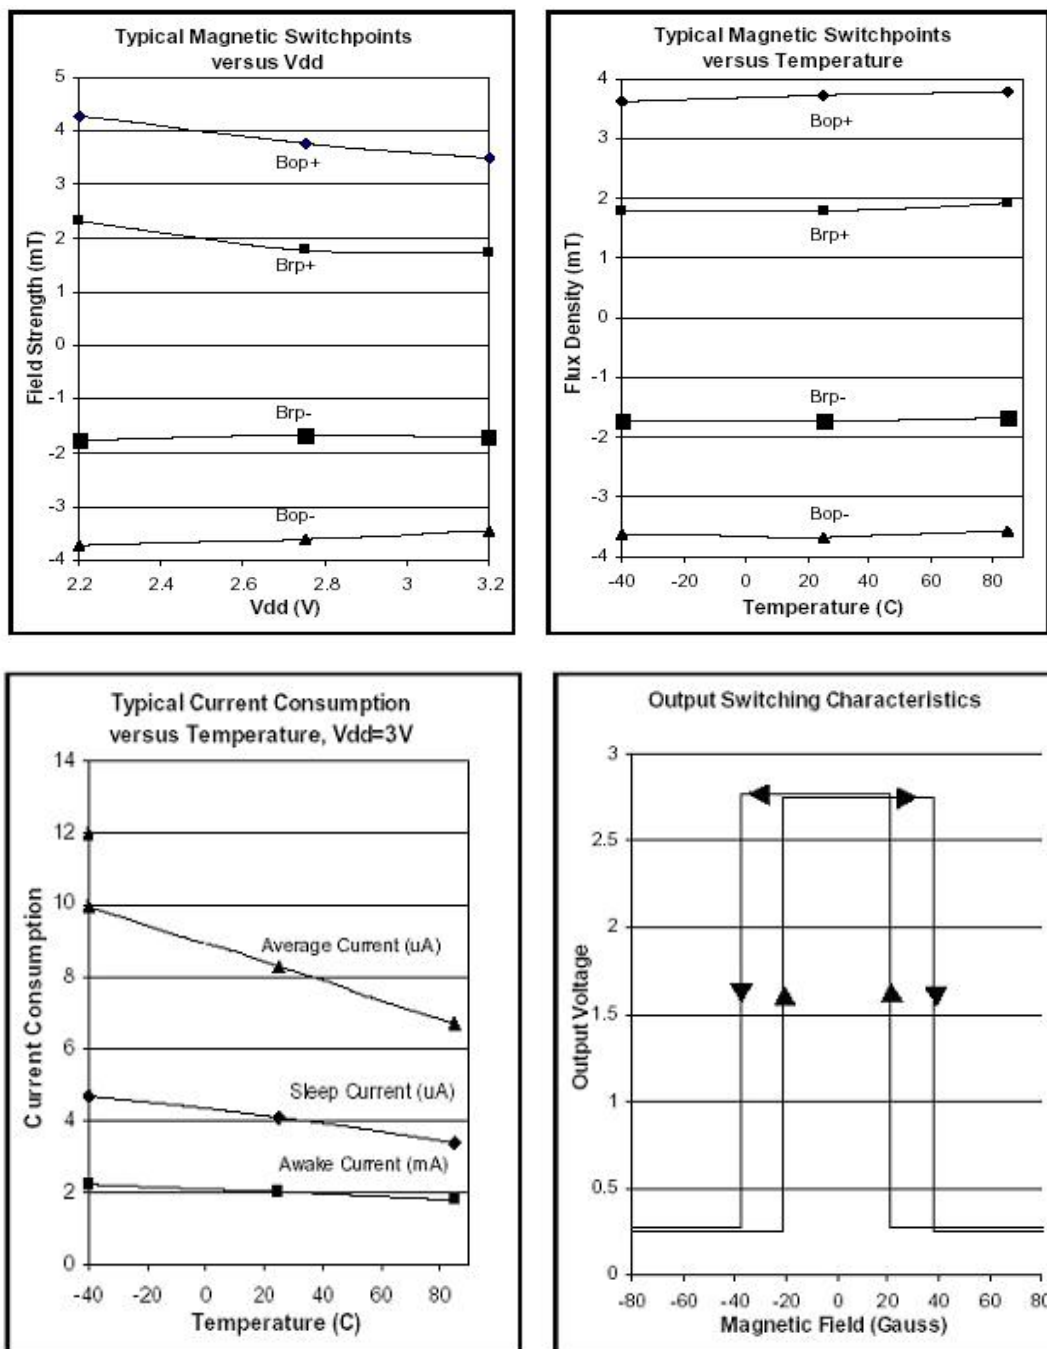 Typical Magnetic Switchpoints
versus Vdd
5
4
3
2
1
0
-1
-2
-3
-4
Field Strength (mT)
Bop+
Brp+
Brp-
Bop-
2.2
2.4
2.6
2.8
3
3.2
Vdd (V)
Typical Magnetic Switchpoints
versus Temperature
4
3
2
1
0
-1
-2
-3
-4
Flux Density (mT)
Bop+
Brp+
Brp-
Bop-
-40
-20
0
20
40
60
80
Temperature (C)
Typical Current Consumption
versus Temperature, Vdd=3V
14
12
10
8
6
4
2
0
Current Consumption
Average Current (uA)
Sleep Current (uA)
Awake Current (mA)
-40
-20
0
20
40
60
80
Temperature (C)
Output Switching Characteristics
3
2.5
2
1.5
1
0.5
0
Output Voltage
-80
-60
-40
-20
0
20
40
60
80
Magnetic Field (Gauss)